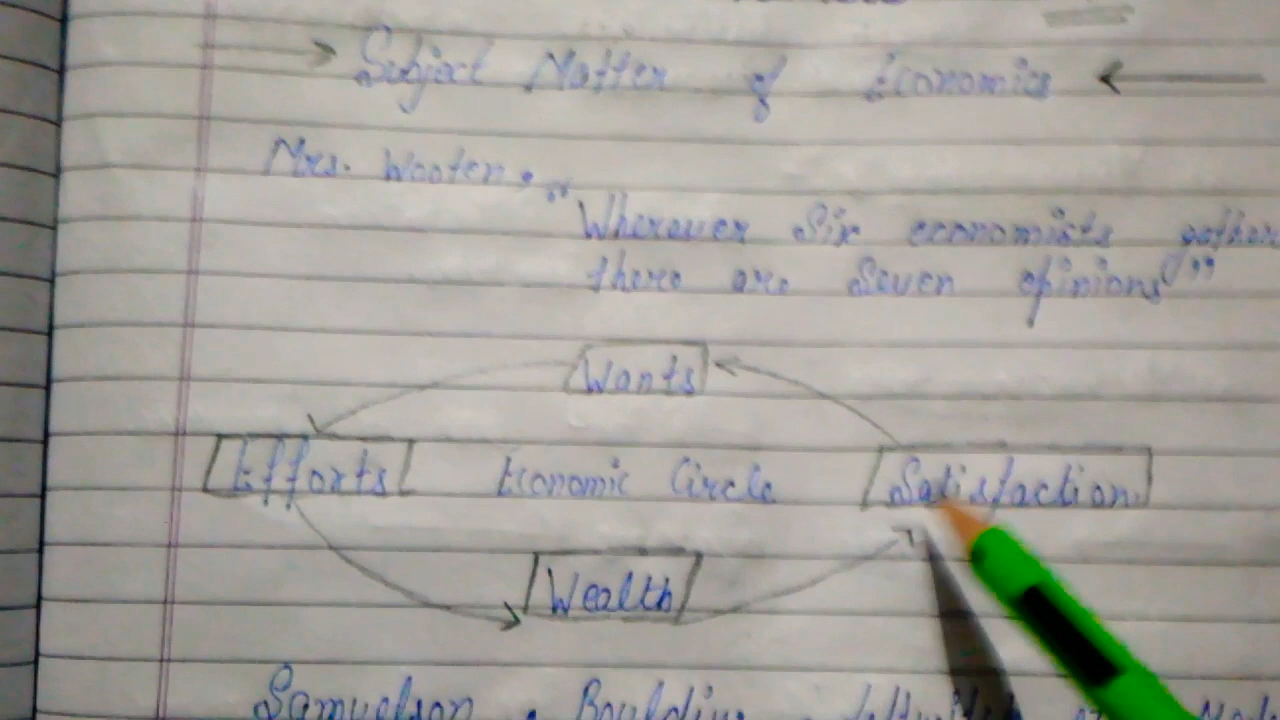 Subject Matter of Economics
Mrs. Wooten.
"Wherever Six economists gather
there are Seven opinions"
Wants
Efforts Economic Circle Satisfaction
Wealth
Samuelson, Boulding,